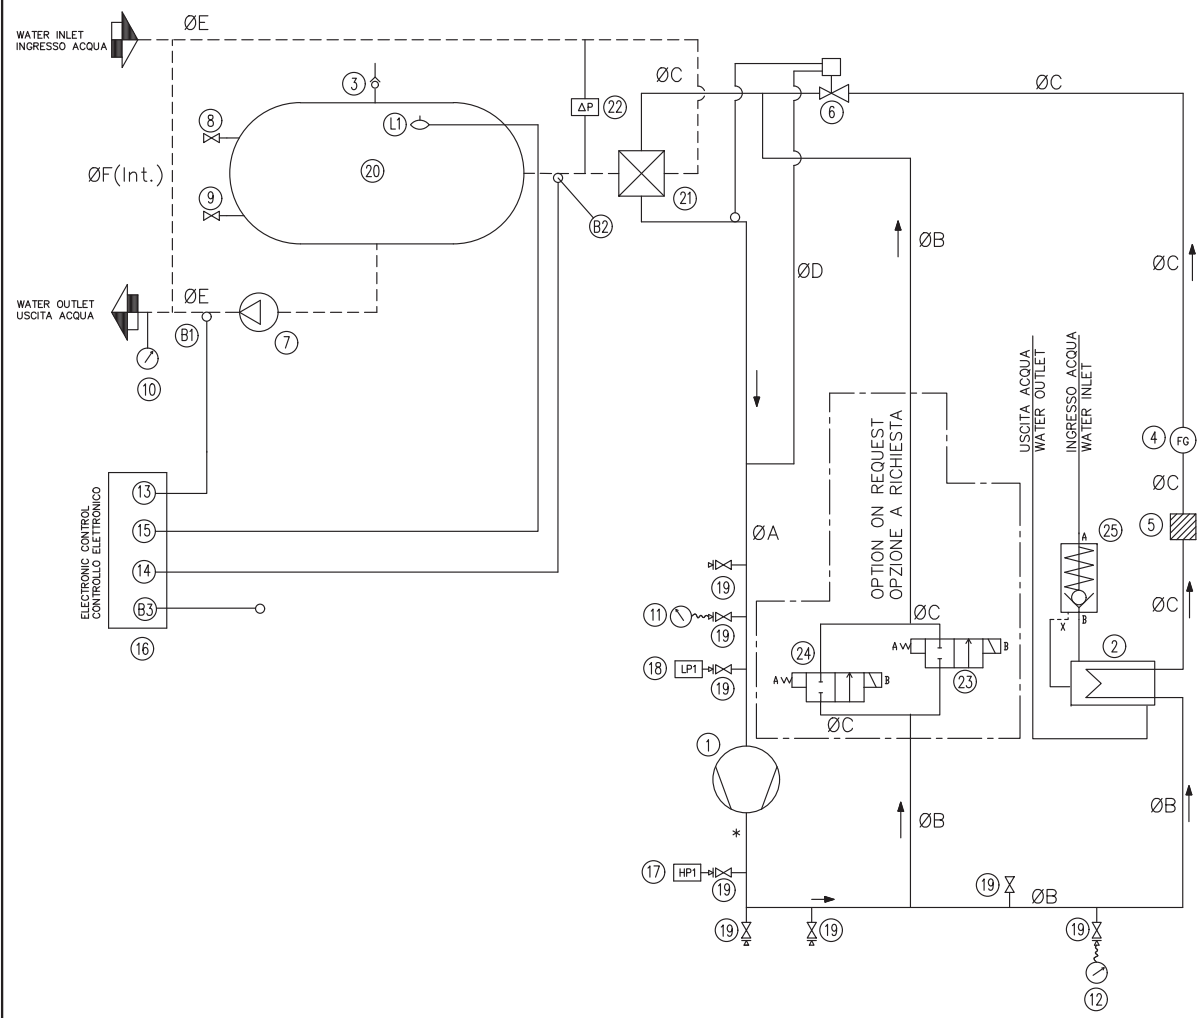 WATER INLET
INGRESSO ACQUA
ØE
3
8
L1
ΔP
22
ØC
6
ØC
ØF(Int.)
20
9
21
B2
ØB
ØD
ØC
WATER OUTLET
USCITA ACQUA
ØE
B1
7
10
USCITA ACQUA
WATER OUTLET
INGRESSO ACQUA
WATER INLET
4
FG
ØC
OPTION ON REQUEST
OPZIONE A RICHIESTA
ELECTRONIC CONTROL
CONTROLLO ELETTRONICO
13
15
14
B3
16
ØA
5
25
A
19
11
19
ØC
ØC
X
B
18
LP1
19
24
A
B
A
B
23
2
ØC
1
*
ØB
ØB
17
HP1
19
19
ØB
19
19
19
12